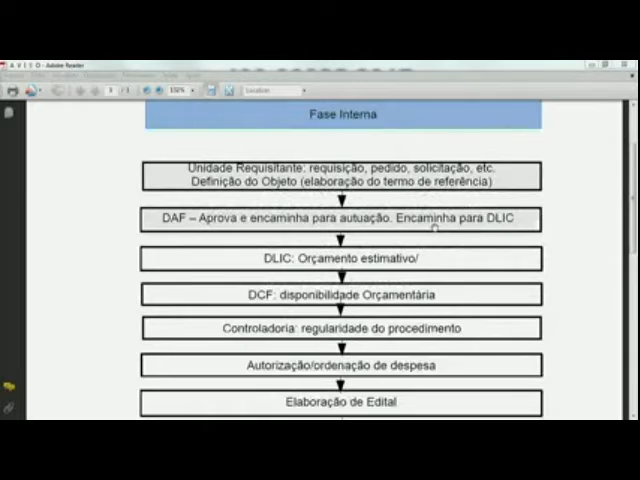 A V I S O - Adobe Reader
Fase Interna
Unidade Requisitante: requisição, pedido, solicitação, etc.
Definição do Objeto (elaboração do termo de referência)
DAF – Aprova e encaminha para autuação. Encaminha para DLIC
DLIC: Orçamento estimativo/
DCF: disponibilidade Orçamentária
Controladoria: regularidade do procedimento
Autorização/ordenação de despesa
Elaboração de Edital